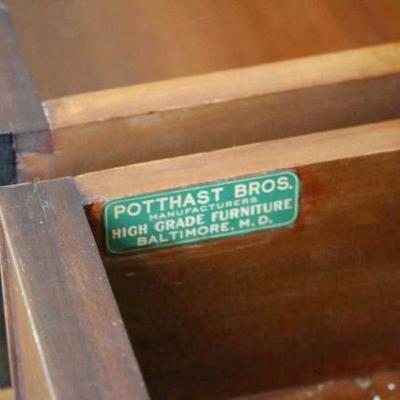 POTTHAST BROS.
MANUFACTURERS
HIGH GRADE FURNITURE
BALTIMORE, M.D.